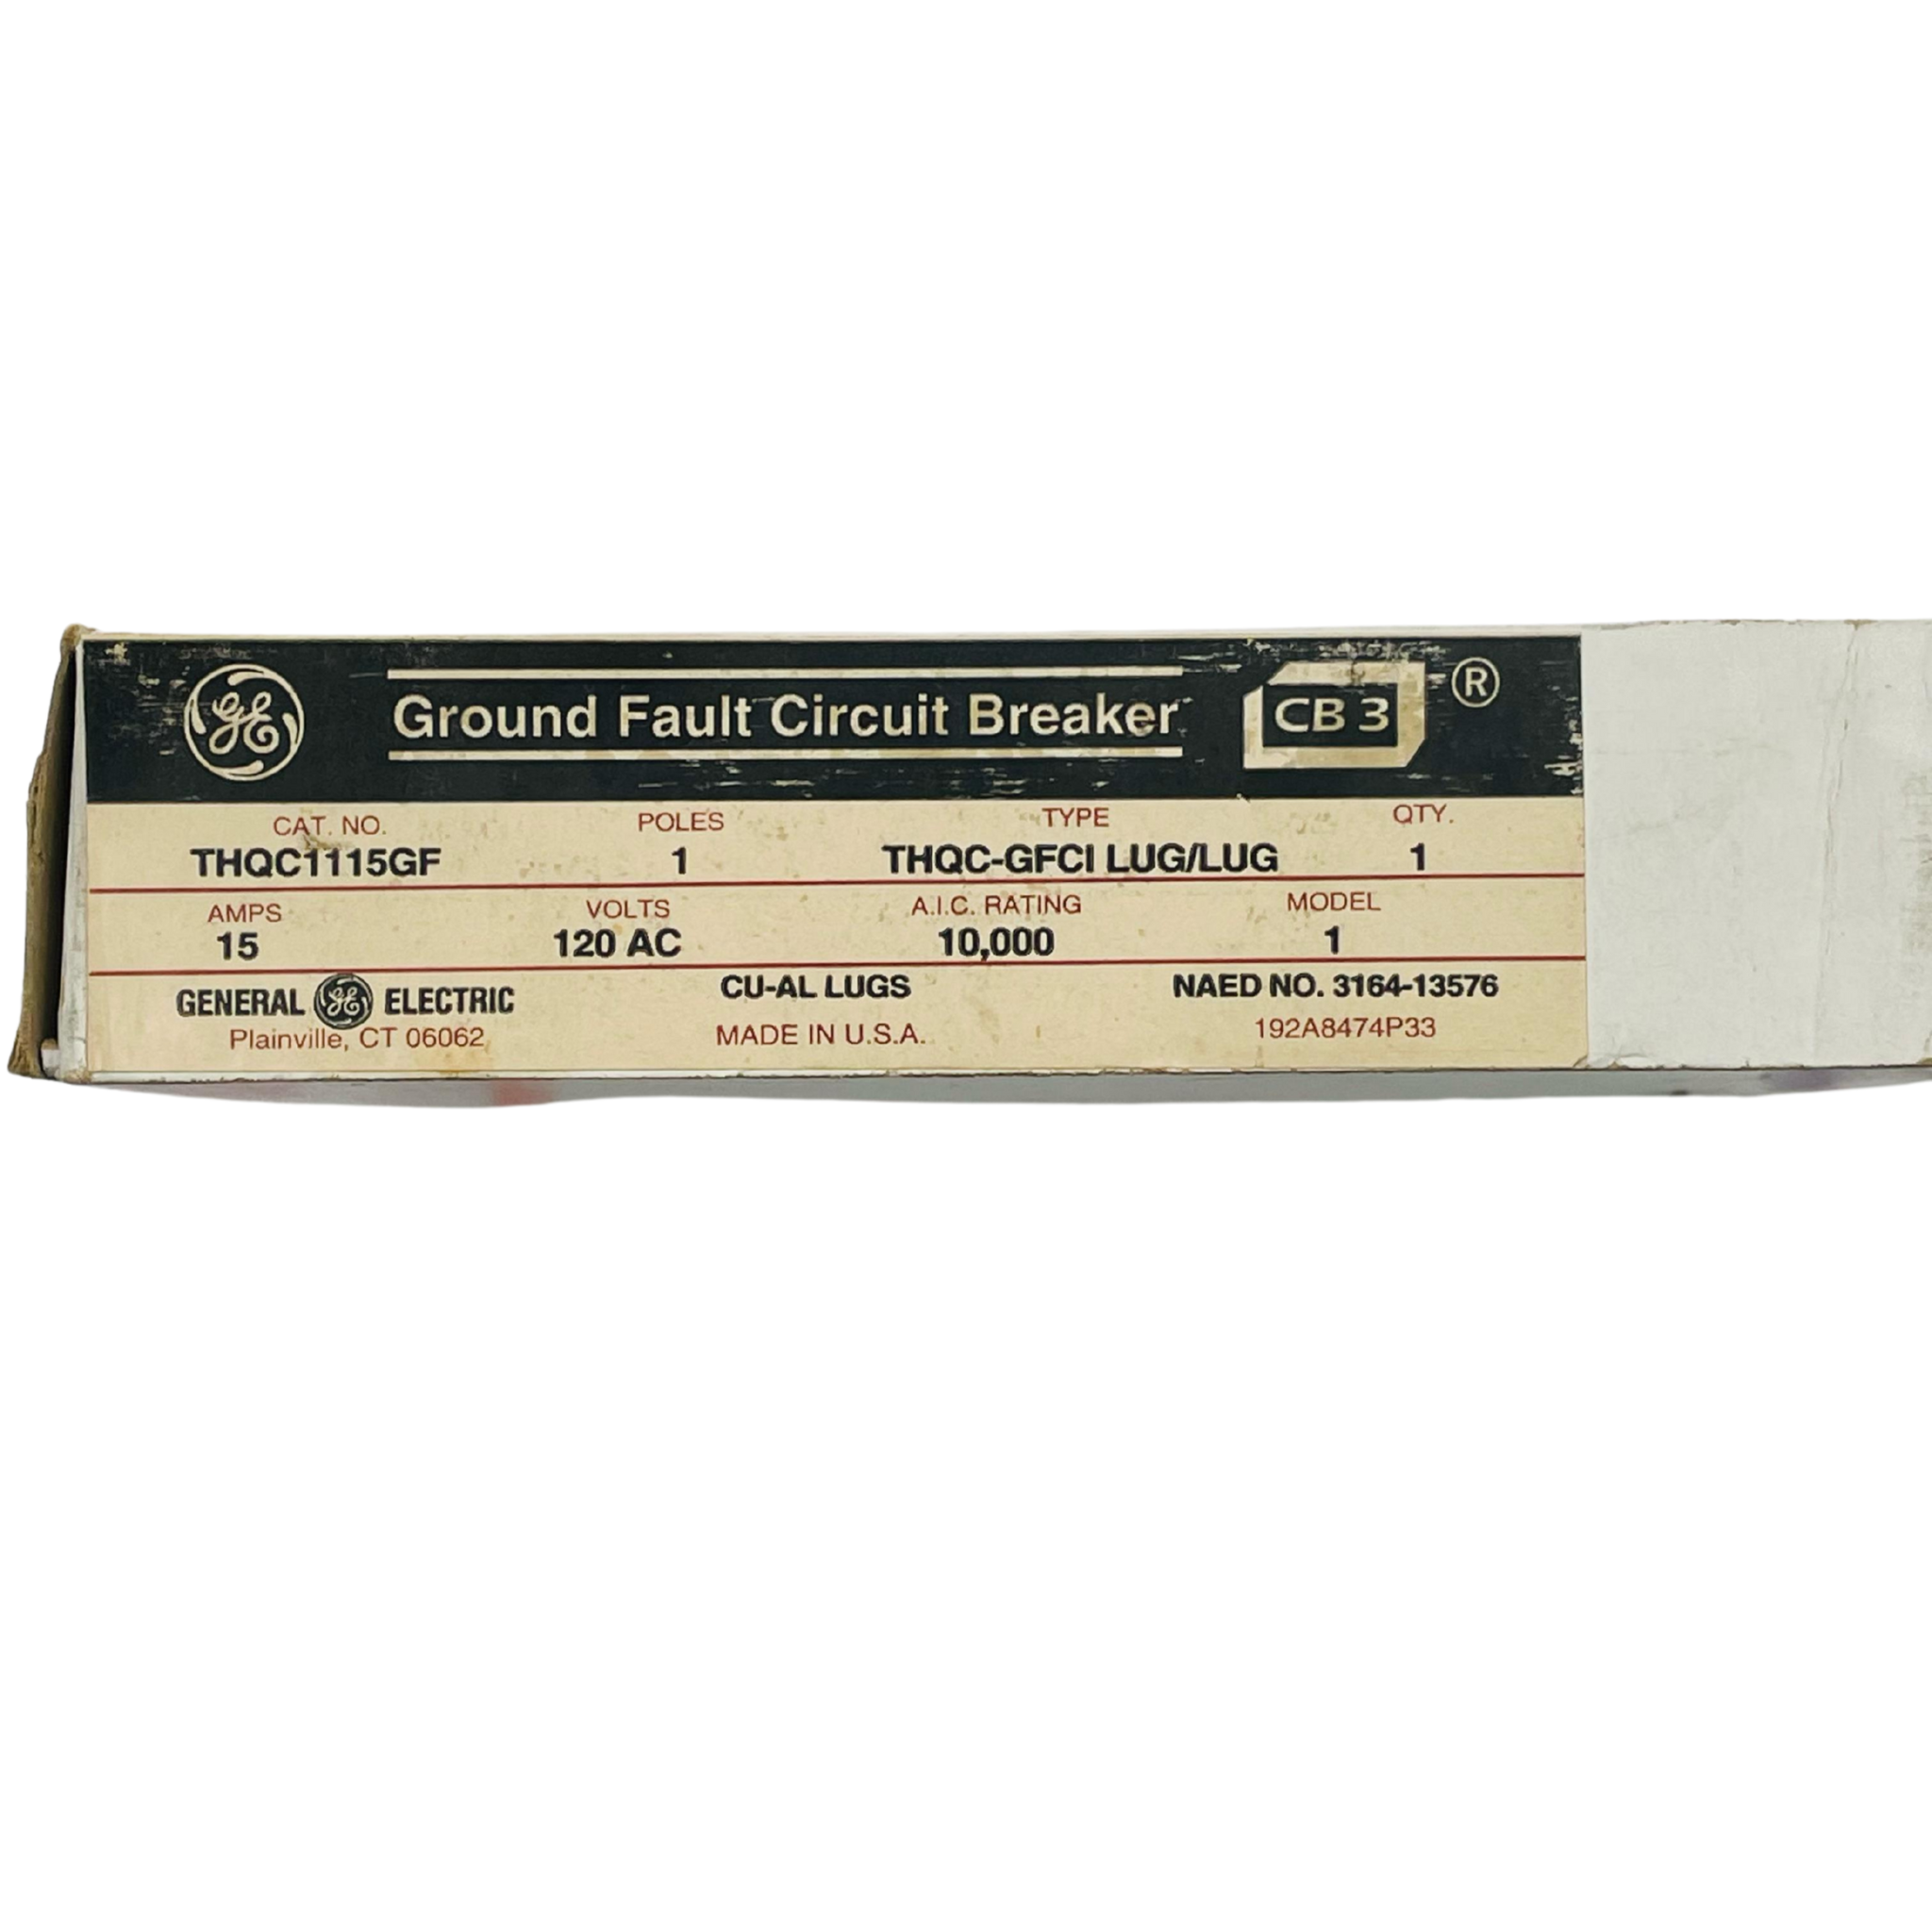 GE Ground Fault Circuit Breaker CB 3 ®
CAT. NO. POLES TYPE QTY.
THQC1115GF 1 THQC-GFCI LUG/LUG 1
AMPS VOLTS A.I.C. RATING MODEL
15 120 AC 10,000 1
GENERAL GE ELECTRIC CU-AL LUGS NAED NO. 3164-13576
Plainville, CT 06062 MADE IN U.S.A. 192A8474P33